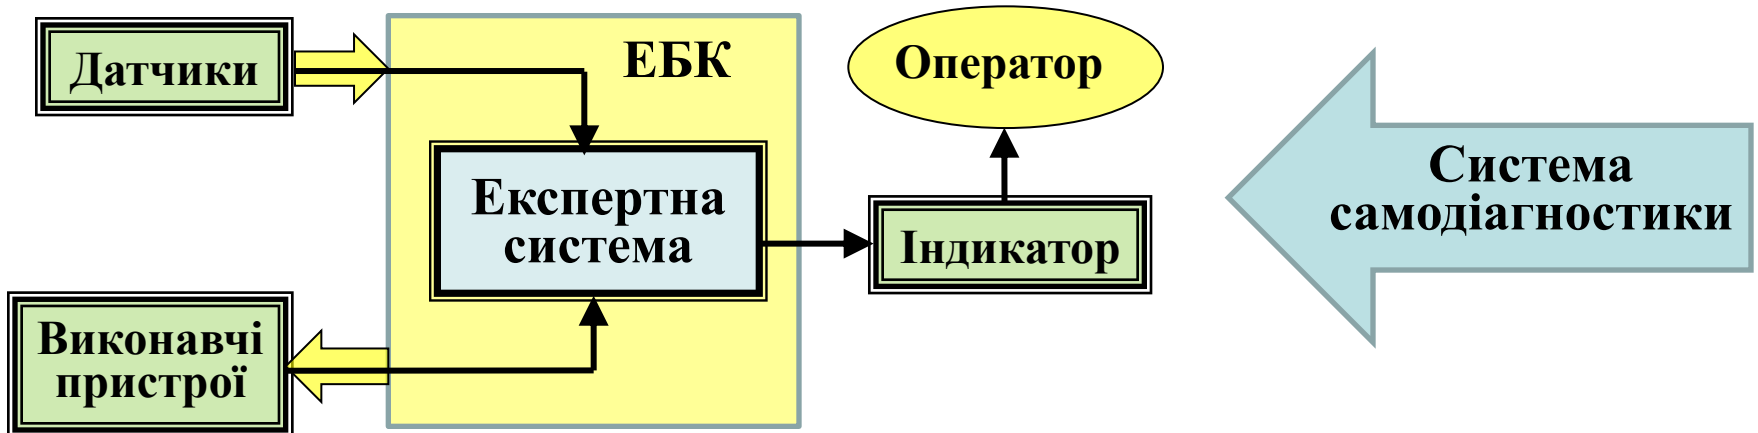 Датчики
ЕБК
Оператор
Експертна
система
Індикатор
Система
самодіагностики
Виконавчі
пристрої